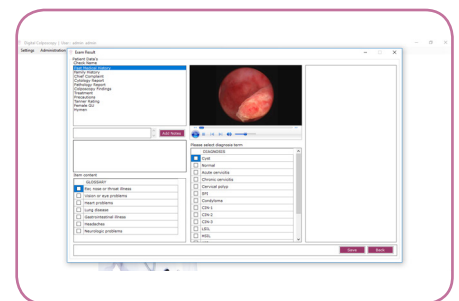 Digital Colposcopy | User : admin admin
Settings Administration
Exam Result
Patient Data's
Check Name
Past Medical History
Family History
Chief Complaint
Cytology Report
Pathology Report
Colposcopy Findings
Treatment
Precautions
Tanner Rating
Female GU
Hymen
Add Notes
Please select diagnosis term
DIAGNOSIS
Cyst
Normal
Acute cervicitis
Chronic cervicitis
Cervical polyp
Condyloma
CIN-1
CIN-2
CIN-3
LSIL
HSIL
Item content
GLOSSARY
Ear, nose or throat illness
Vision or eye problems
Heart problems
Lung disease
Gastrointestinal illness
Headaches
Neurologic problems
Save Back